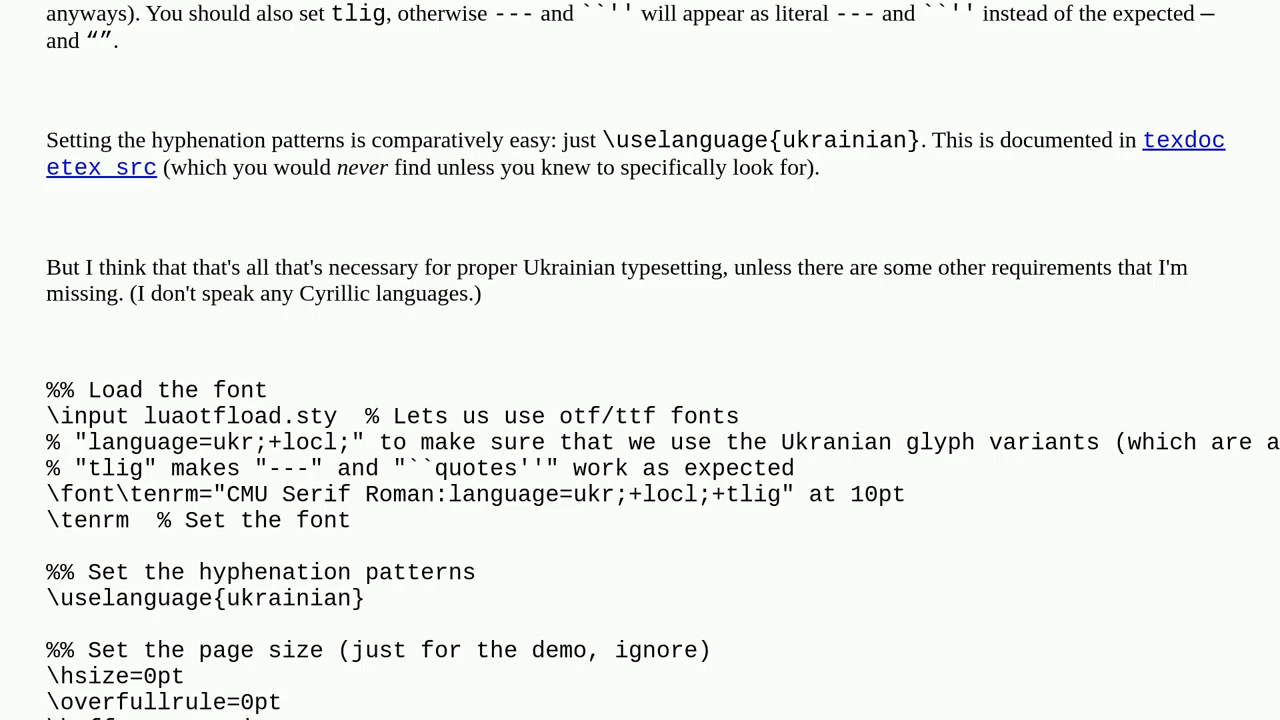 anyways). You should also set tlig, otherwise --- and ``'' will appear as literal --- and ``'' instead of the expected —
and “”.
Setting the hyphenation patterns is comparatively easy: just \uselanguage{ukrainian}. This is documented in texdoc
etex_src (which you would never find unless you knew to specifically look for).
But I think that that's all that's necessary for proper Ukrainian typesetting, unless there are some other requirements that I'm
missing. (I don't speak any Cyrillic languages.)
%% Load the font
\input luaotfload.sty  % Lets us use otf/ttf fonts
% "language=ukr;+locl;" to make sure that we use the Ukranian glyph variants (which are a
% "tlig" makes "---" and "``quotes''" work as expected
\font\tenrm="CMU Serif Roman:language=ukr;+locl;+tlig" at 10pt
\tenrm  % Set the font
%% Set the hyphenation patterns
\uselanguage{ukrainian}
%% Set the page size (just for the demo, ignore)
\hsize=0pt
\overfullrule=0pt